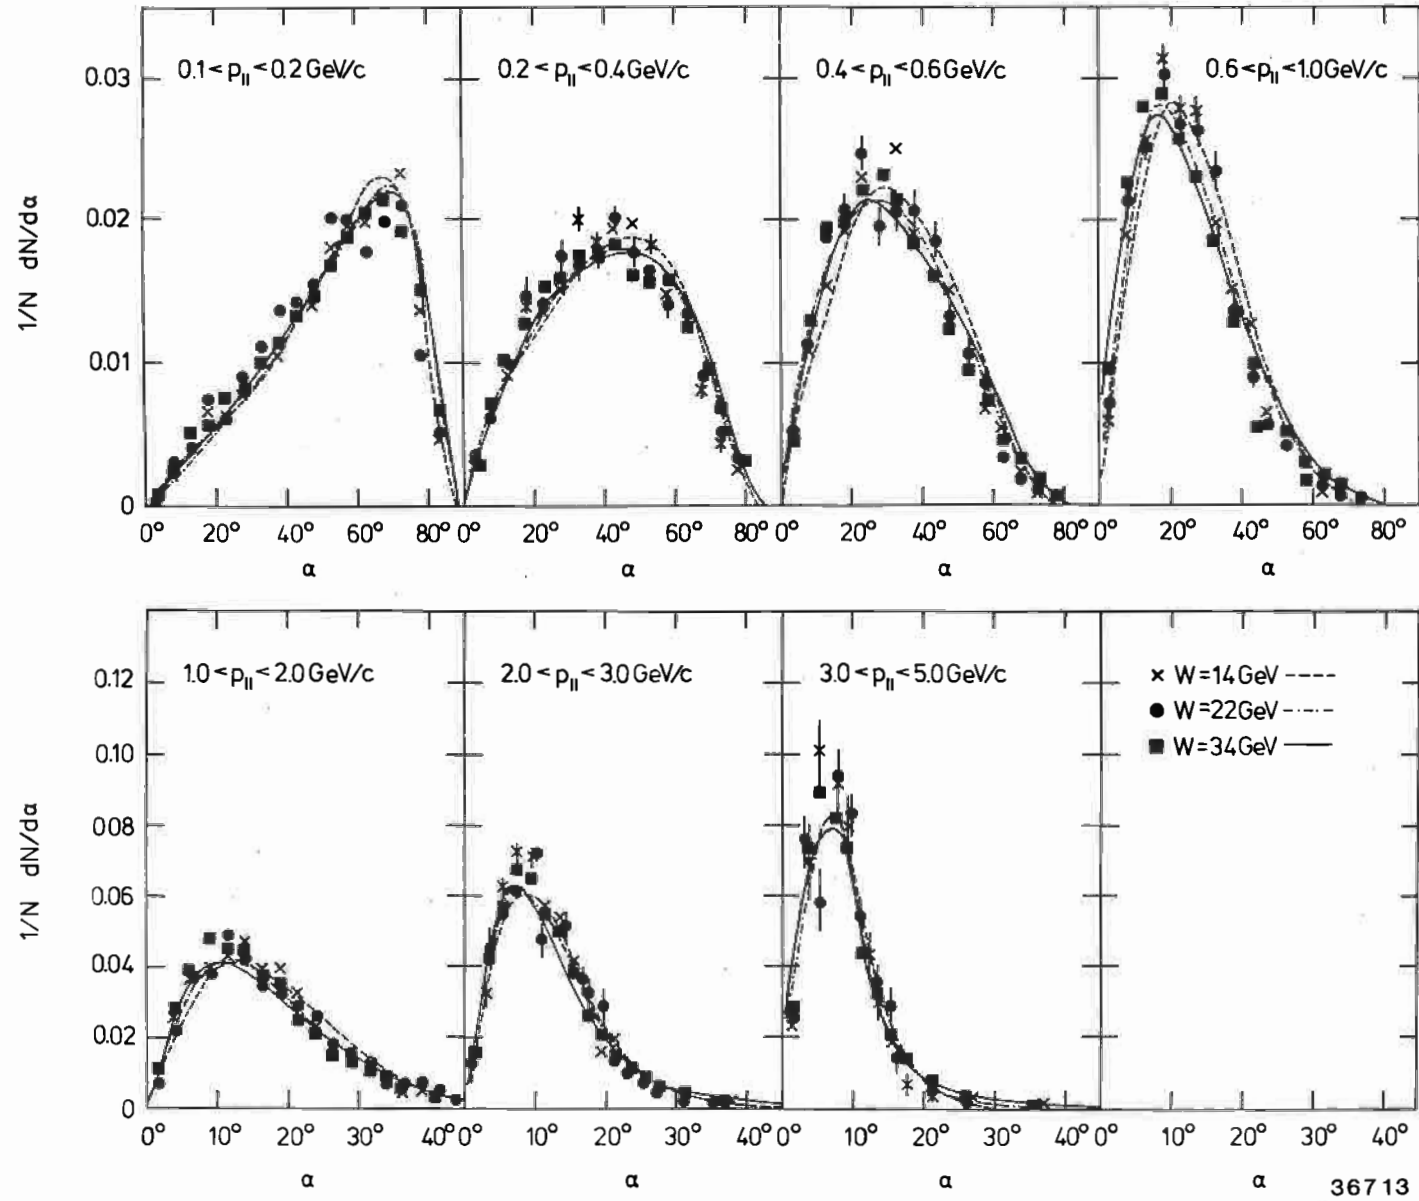 0.1 < p|| < 0.2 GeV/c
0.2 < p|| < 0.4 GeV/c
0.4 < p|| < 0.6 GeV/c
0.6 < p|| < 1.0 GeV/c
0.03
0.02
0.01
0
1/N dN/dα
0° 20° 40° 60° 80° 0° 20° 40° 60° 80° 0° 20° 40° 60° 80° 0° 20° 40° 60° 80°
α α α α
1.0 < p|| < 2.0 GeV/c
2.0 < p|| < 3.0 GeV/c
3.0 < p|| < 5.0 GeV/c
W = 14 GeV
W = 22 GeV
W = 34 GeV
0.12
0.10
0.08
0.06
0.04
0.02
0
1/N dN/dα
0° 10° 20° 30° 40° 0° 10° 20° 30° 40° 0° 10° 20° 30° 40° 0° 10° 20° 30° 40°
α α α α
36713